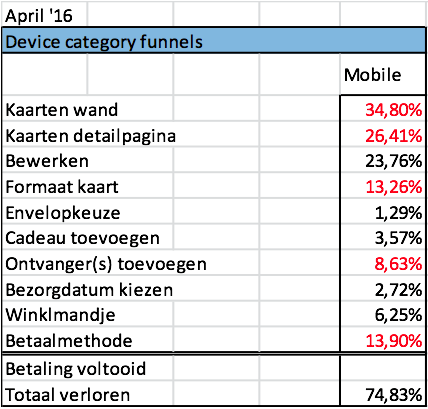 April '16
Device category funnels
Mobile
Kaarten wand 34,80%
Kaarten detailpagina 26,41%
Bewerken 23,76%
Formaat kaart 13,26%
Envelopkeuze 1,29%
Cadeau toevoegen 3,57%
Ontvanger(s) toevoegen 8,63%
Bezorgdatum kiezen 2,72%
Winklmandje 6,25%
Betaalmethode 13,90%
Betaling voltooid
Totaal verloren 74,83%